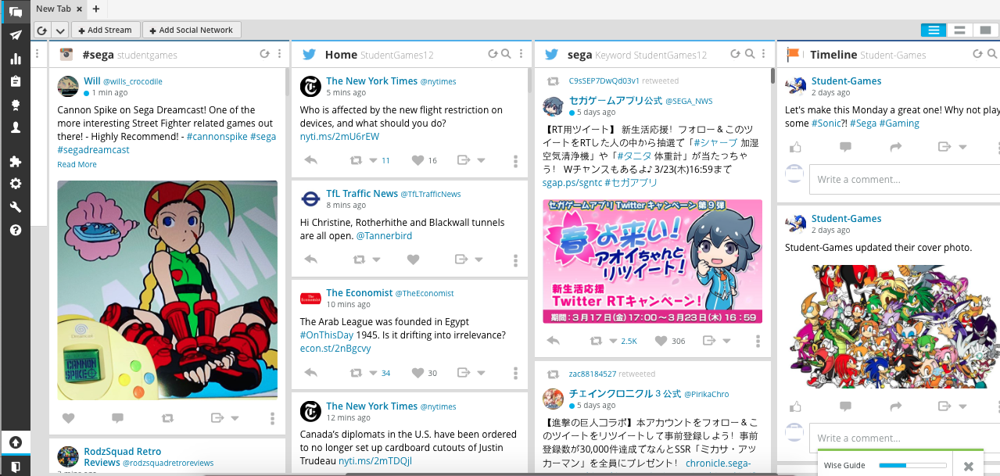 New Tab × +
Add Stream
Add Social Network
#sega studentgames
Will @wills_crocodile
1 min ago
Cannon Spike on Sega Dreamcast! One of the
more interesting Street Fighter related games out
there! - Highly Recommend! - #cannonspike #sega
#segadreamcast
Read More
Dreamcast
CANNON
SPIKE
RodzSquad Retro
Reviews @rodzsquadretroreviews
Home StudentGames12
The New York Times @nytimes
5 mins ago
Who is affected by the new flight restriction on
devices, and what should you do?
nyti.ms/2mU6rEW
11 16
TfL Traffic News @TfLTrafficNews
8 mins ago
Hi Christine, Rotherhithe and Blackwall tunnels
are all open. @Tannerbird
The Economist @TheEconomist
10 mins ago
The Arab League was founded in Egypt
#OnThisDay 1945. Is it drifting into irrelevance?
econ.st/2nBgcvy
34 30
The New York Times @nytimes
12 mins ago
Canada's diplomats in the U.S. have been ordered
to no longer set up cardboard cutouts of Justin
Trudeau nyti.ms/2mTDQjl
sega Keyword StudentGames12
C9sSEP7DwQd03v1 retweeted
セガゲームアプリ公式 @SEGA_NWS
5 days ago
【RT用ツイート】 新生活応援！フォロー＆このツ
イートをRTした人の中から抽選で「#シャープ 加湿
空気清浄機」や「#タニタ 体重計」が当たっちゃ
う！ Wチャンスもあるよ♪ 3/23(木)16:59まで
sgap.ps/sgntc #セガアプリ
セガゲームアプリ Twitterキャンペーン 第9弾
春よ来い！
アオイちゃんと
リツイート！
新生活応援
Twitter RTキャンペーン！
期間：3月17日(金)17:00～3月23日(木)16:59
2.5K 306
zac88184527 retweeted
チェインクロニクル３公式 @PirikaChro
5 days ago
【進撃の巨人コラボ】本アカウントをフォロー＆こ
のツイートをリツイートして事前登録しよう！事前
登録数が30,000件達成でなんとSSR「ミカサ・アッ
カーマン」を全員にプレゼント！ chronicle.sega-
Timeline Student-Games
Student-Games
2 days ago
Let's make this Monday a great one! Why not play
some #Sonic?! #Sega #Gaming
Write a comment...
Student-Games
2 days ago
Student-Games updated their cover photo.
Write a comment...
Wise Guide